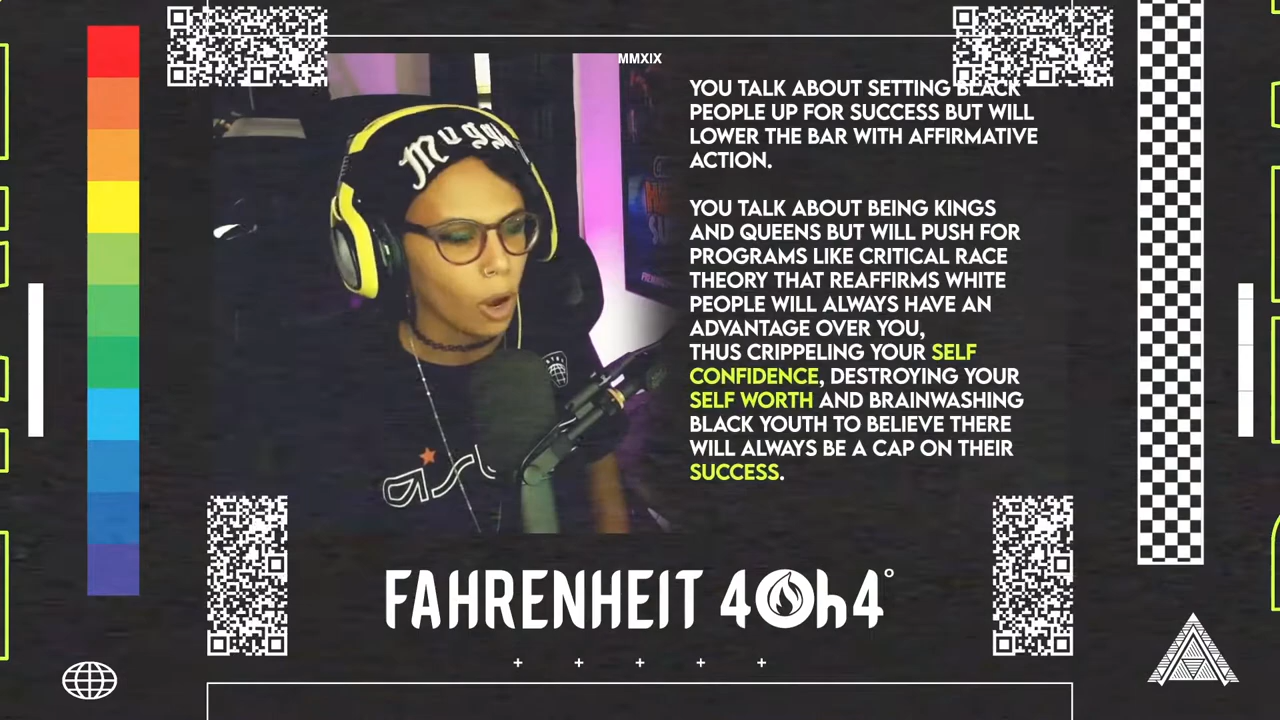 MMXIX
YOU TALK ABOUT SETTING BLACK
PEOPLE UP FOR SUCCESS BUT WILL
LOWER THE BAR WITH AFFIRMATIVE
ACTION.
YOU TALK ABOUT BEING KINGS
AND QUEENS BUT WILL PUSH FOR
PROGRAMS LIKE CRITICAL RACE
THEORY THAT REAFFIRMS WHITE
PEOPLE WILL ALWAYS HAVE AN
ADVANTAGE OVER YOU,
THUS CRIPPELING YOUR SELF
CONFIDENCE, DESTROYING YOUR
SELF WORTH AND BRAINWASHING
BLACK YOUTH TO BELIEVE THERE
WILL ALWAYS BE A CAP ON THEIR
SUCCESS.
FAHRENHEIT 4Oh4°